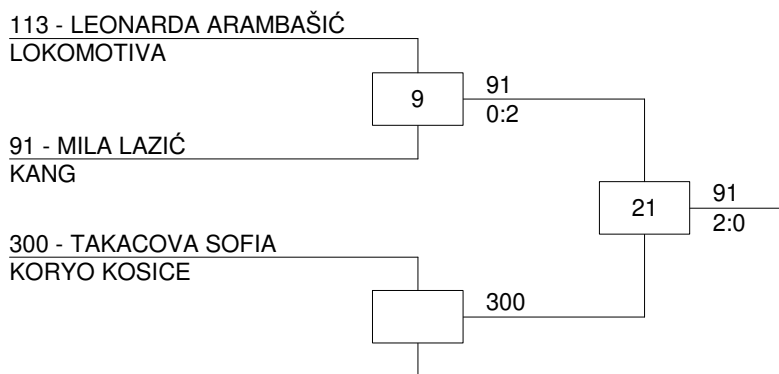 113 - LEONARDA ARAMBAŠIĆ
LOKOMOTIVA
9
91
0:2
91 - MILA LAZIĆ
KANG
21
91
2:0
300 - TAKACOVA SOFIA
KORYO KOSICE
300